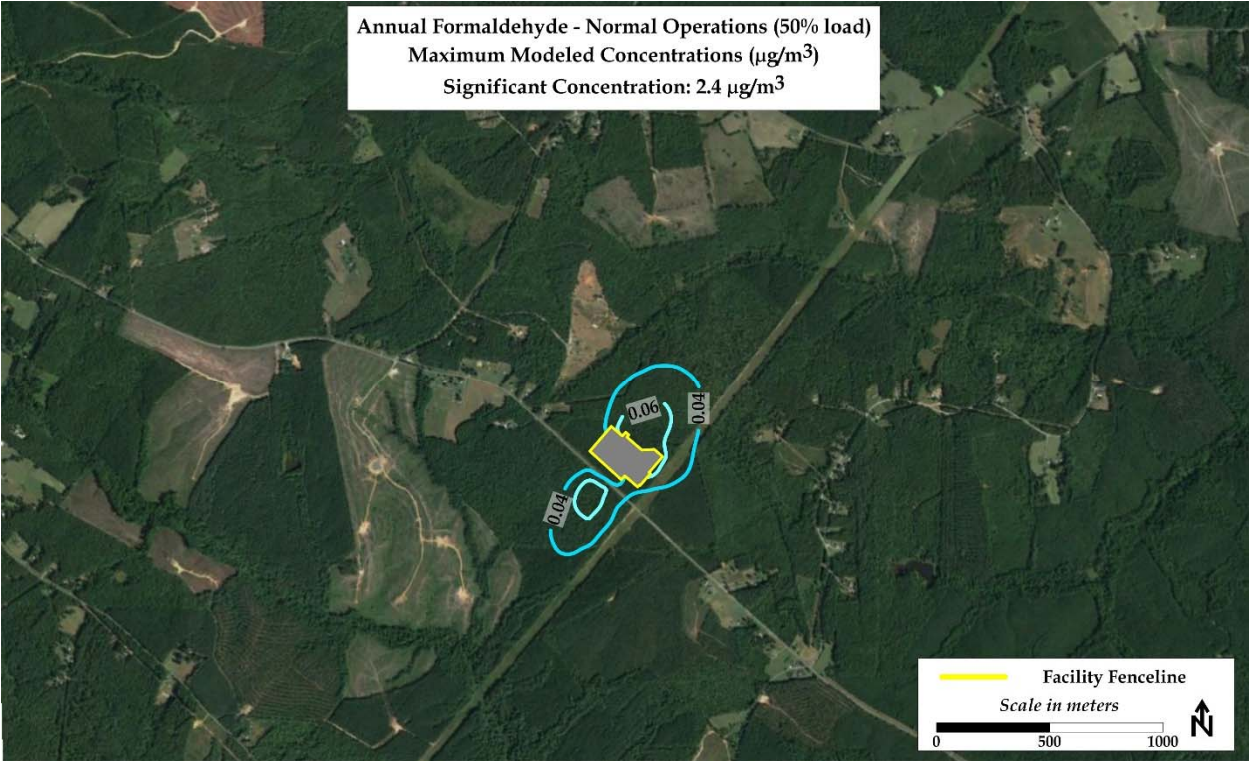 Annual Formaldehyde - Normal Operations (50% load)
Maximum Modeled Concentrations (µg/m³)
Significant Concentration: 2.4 µg/m³
0.06
0.04
0.04
Facility Fenceline
Scale in meters
0 500 1000
N